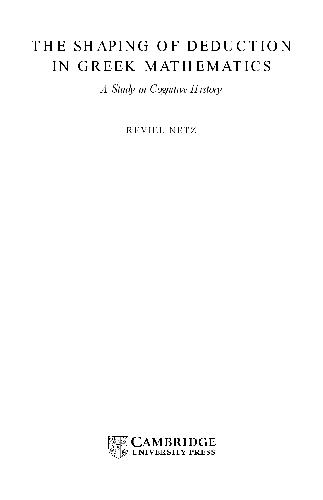 THE SHAPING OF DEDUCTION
IN GREEK MATHEMATICS
A Study in Cognitive History
REVIEL NETZ
CAMBRIDGE
UNIVERSITY PRESS